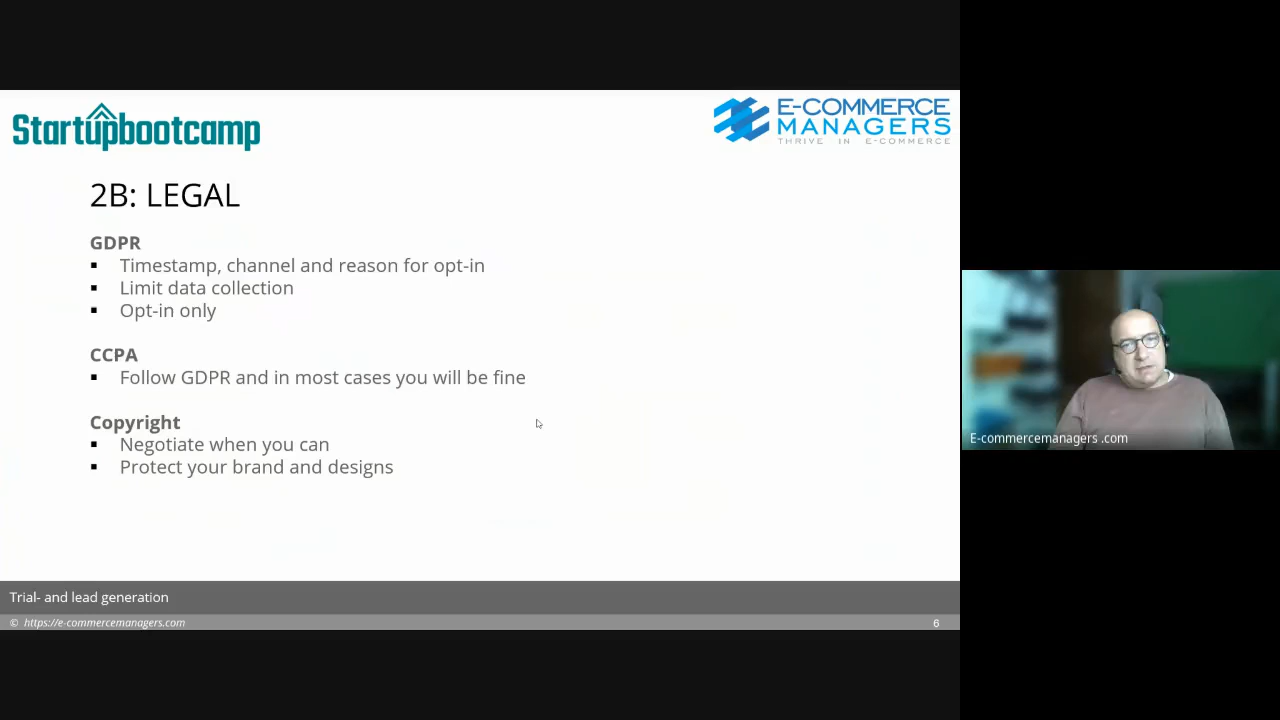 Startupbootcamp
E-COMMERCE
MANAGERS
THRIVE IN E-COMMERCE
2B: LEGAL
GDPR
▪ Timestamp, channel and reason for opt-in
▪ Limit data collection
▪ Opt-in only
CCPA
▪ Follow GDPR and in most cases you will be fine
Copyright
▪ Negotiate when you can
▪ Protect your brand and designs
E-commercemanagers .com
Trial- and lead generation
© https://e-commercemanagers.com
6